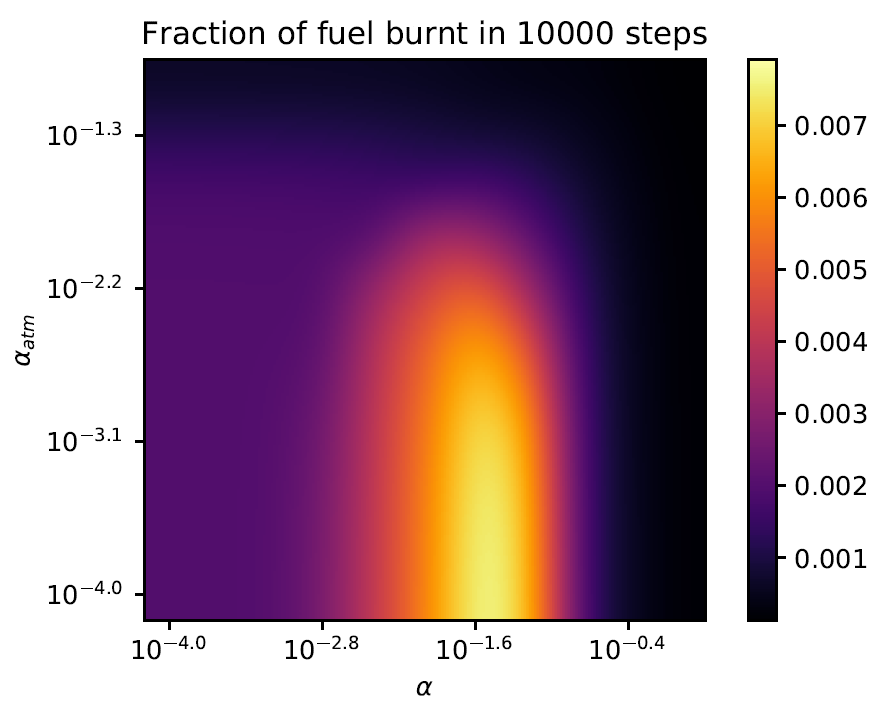 Fraction of fuel burnt in 10000 steps
10^{-1.3}
10^{-2.2}
10^{-3.1}
10^{-4.0}
α_{atm}
10^{-4.0} 10^{-2.8} 10^{-1.6} 10^{-0.4}
α
0.007
0.006
0.005
0.004
0.003
0.002
0.001